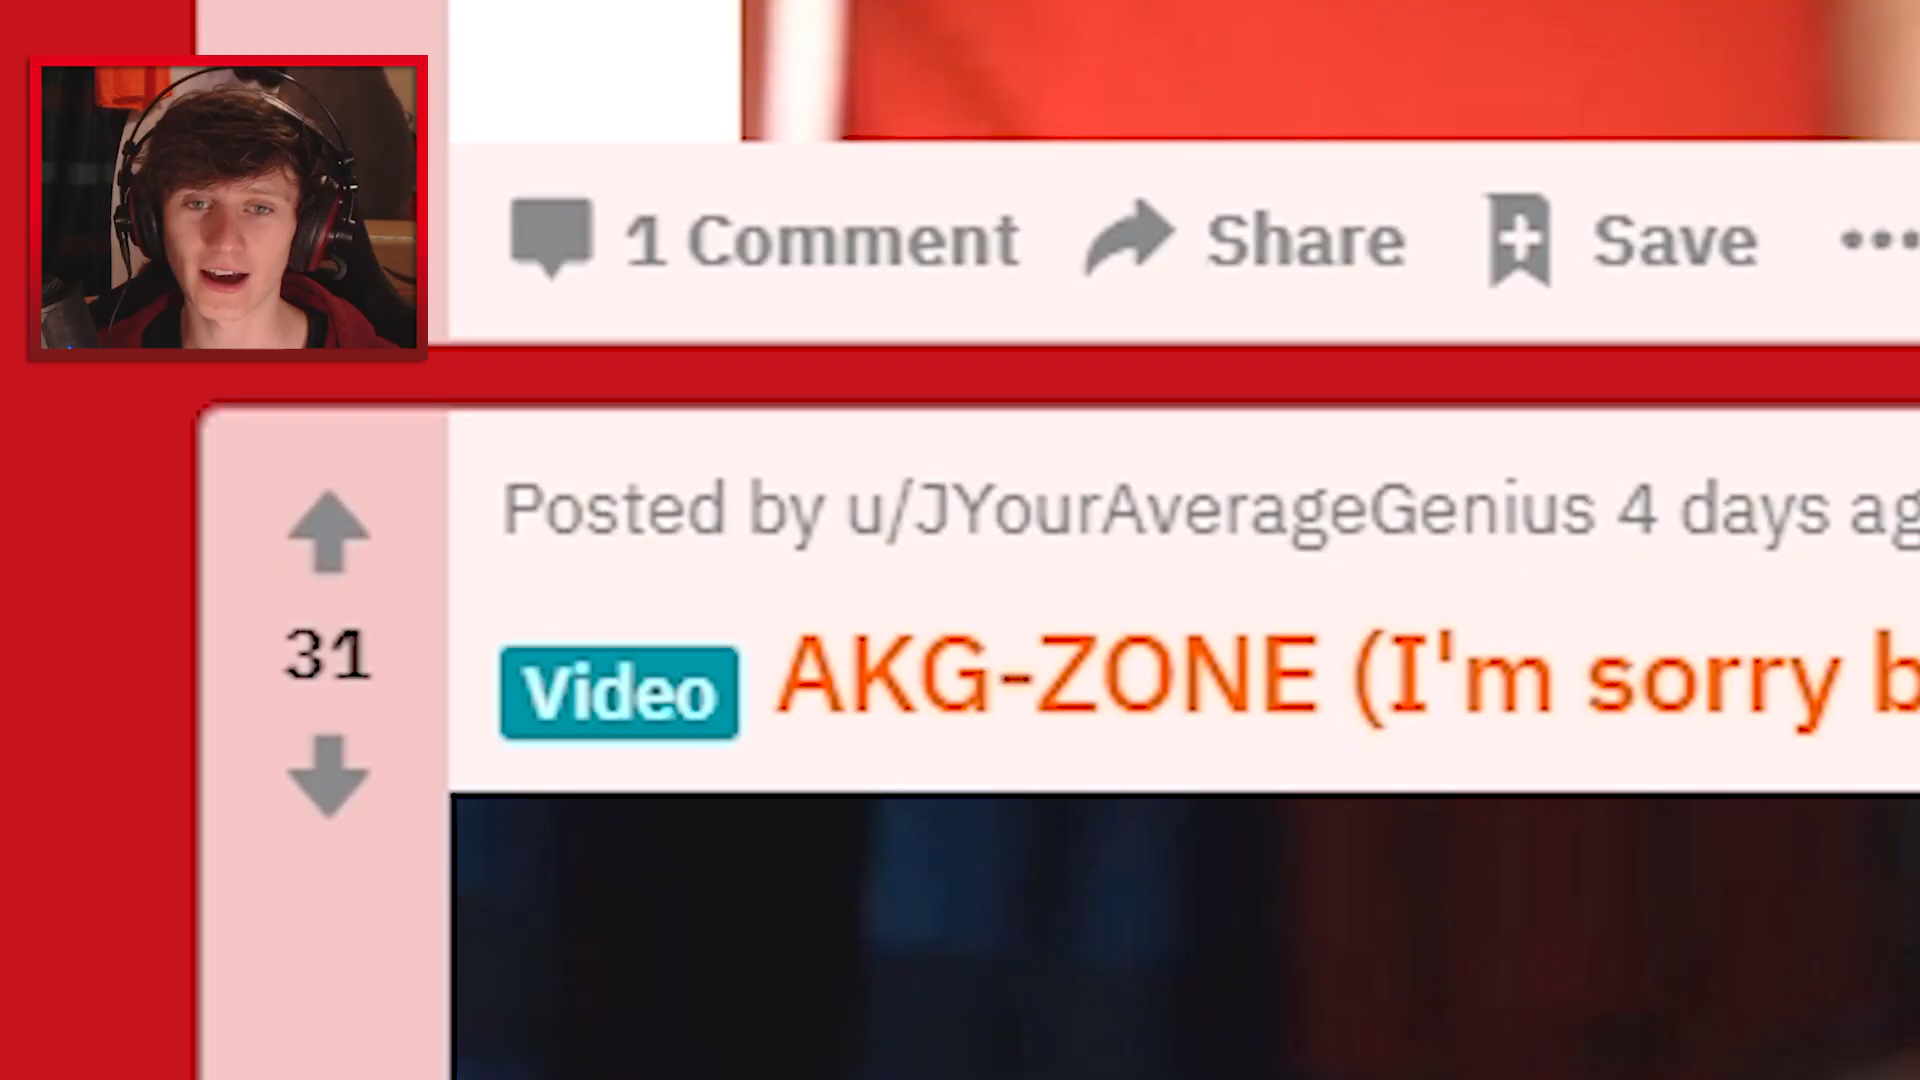 1 Comment Share Save
Posted by u/JYourAverageGenius 4 days ag
31
Video AKG-ZONE (I'm sorry b